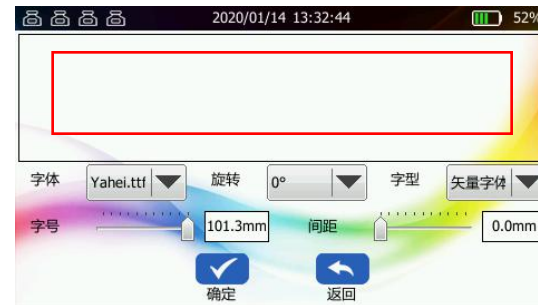 2020/01/14 13:32:44 52%
字体 Yahei.ttf 旋转 0° 字型 矢量字体
字号 101.3mm 间距 0.0mm
确定 返回